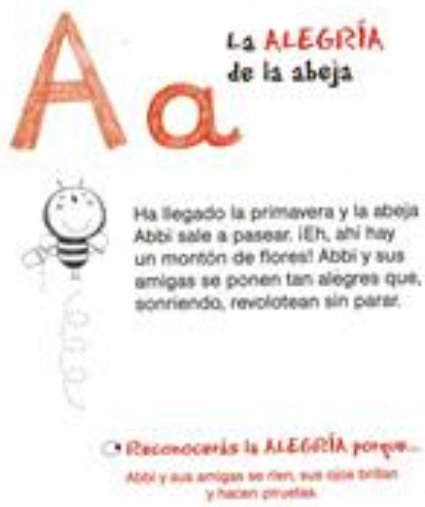 Aa
La ALEGRÍA
de la abeja
Ha llegado la primavera y la abeja
Abbi sale a pasear. ¡Eh, ahí hay
un montón de flores! Abbi y sus
amigas se ponen tan alegres que,
sonriendo, revolotean sin parar.
Reconocerás la ALEGRÍA porque...
Abbi y sus amigas se ríen, sus ojos brillan
y hacen piruetas.